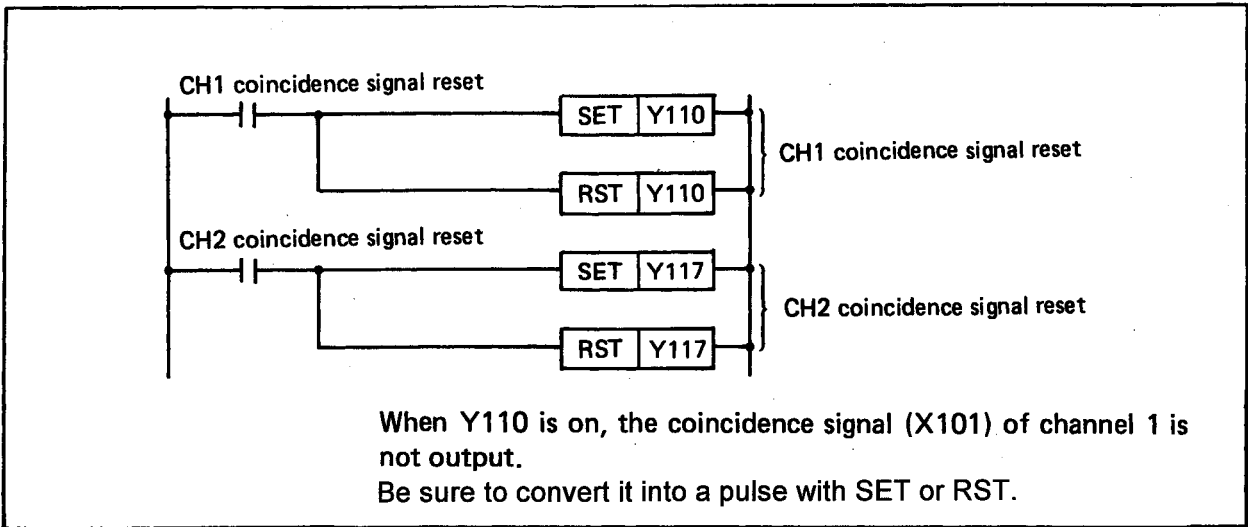 CH1 coincidence signal reset
SET Y110
CH1 coincidence signal reset
RST Y110
CH2 coincidence signal reset
SET Y117
CH2 coincidence signal reset
RST Y117
When Y110 is on, the coincidence signal (X101) of channel 1 is
not output.
Be sure to convert it into a pulse with SET or RST.